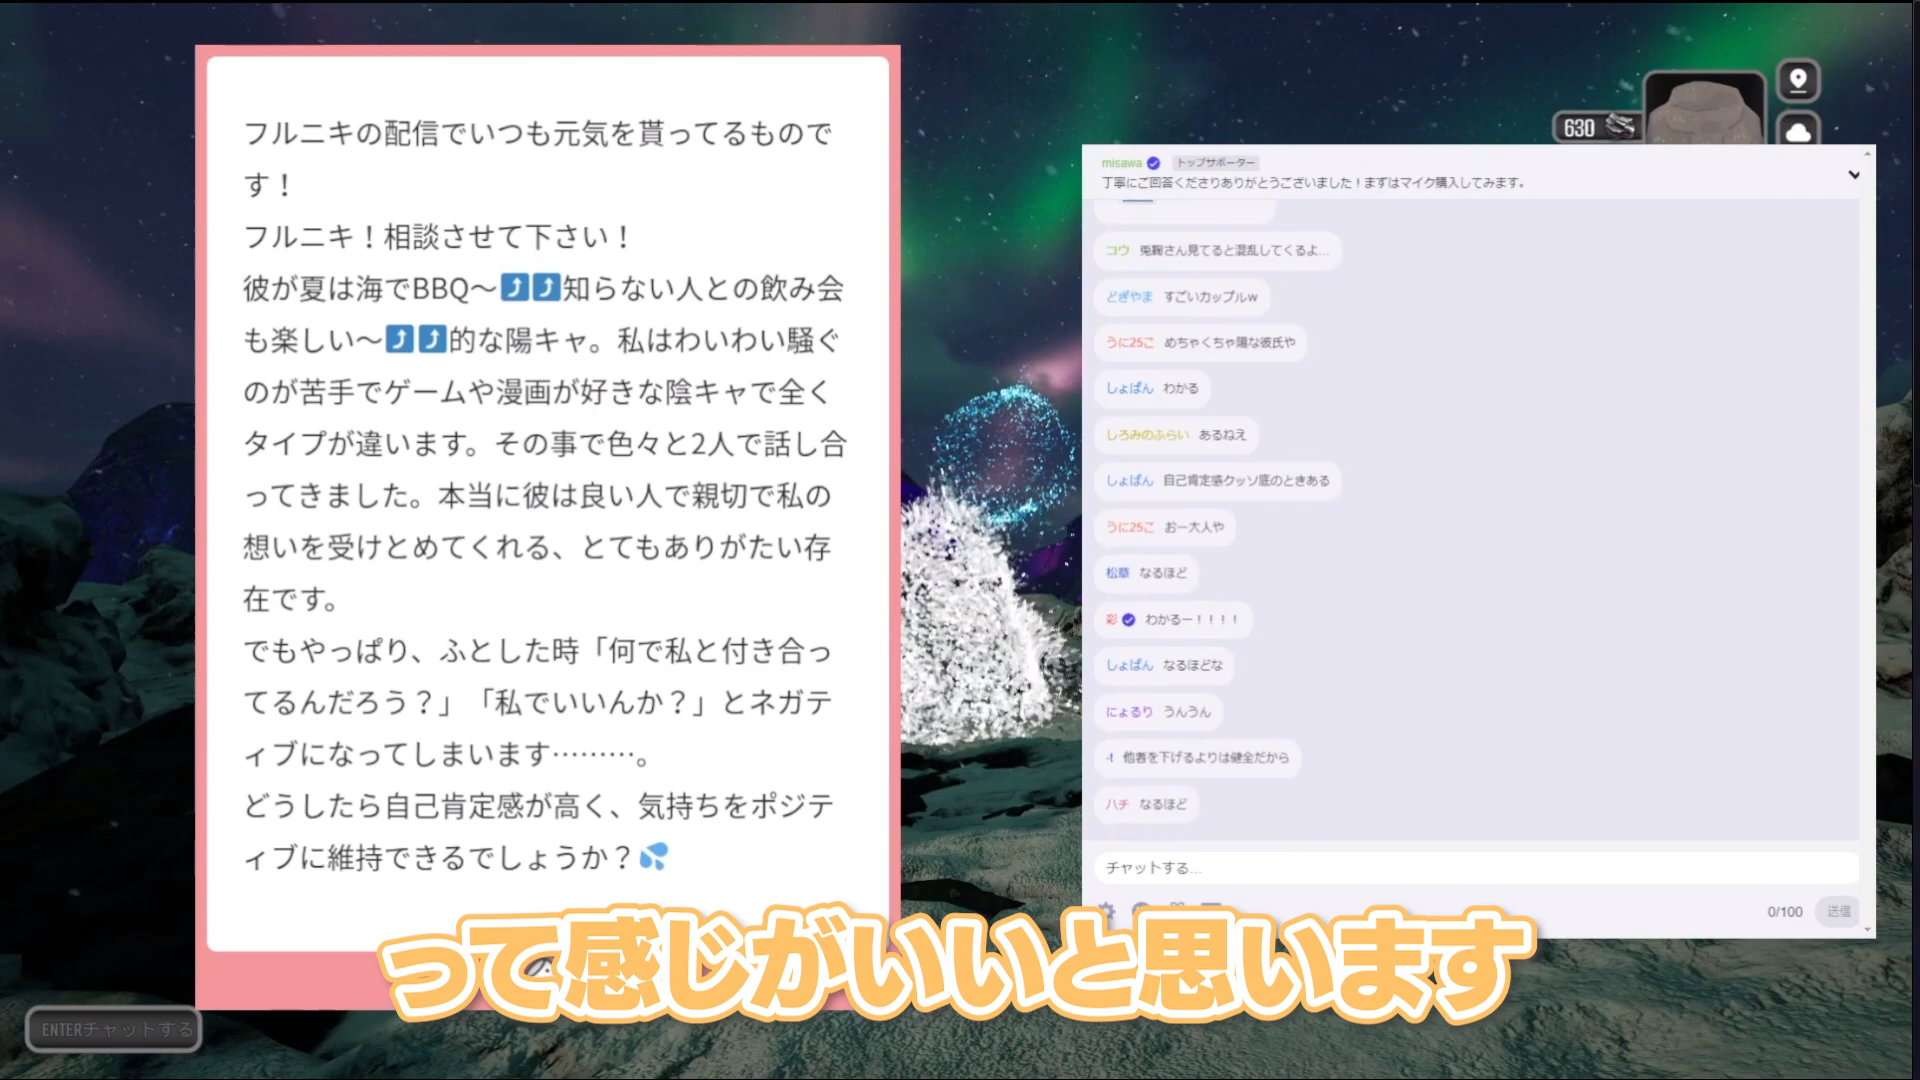 フルニキの配信でいつも元気を貰ってるもので
す！
フルニキ！相談させて下さい！
彼が夏は海でBBQ〜⤴⤴知らない人との飲み会
も楽しい〜⤴⤴的な陽キャ。私はわいわい騒ぐ
のが苦手でゲームや漫画が好きな陰キャで全く
タイプが違います。その事で色々と2人で話し合
ってきました。本当に彼は良い人で親切で私の
想いを受けとめてくれる、とてもありがたい存
在です。
でもやっぱり、ふとした時「何で私と付き合っ
てるんだろう？」「私でいいんか？」とネガテ
ィブになってしまいます………。
どうしたら自己肯定感が高く、気持ちをポジテ
ィブに維持できるでしょうか？💦
630
misawa トップサポーター
丁寧にご回答くださりありがとうございました！まずはマイク購入してみます。
コウ 兎鞠さん見てると混乱してくるよ...
どぎやま すごいカップルw
うに25こ めちゃくちゃ陽な彼氏や
しょぱん わかる
しろみのふらい あるねえ
しょぱん 自己肯定感クッソ底のときある
うに25こ おー大人や
松草 なるほど
彩 わかるー！！！！
しょぱん なるほどな
にょるり うんうん
-t 他者を下げるよりは健全だから
ハチ なるほど
チャットする...
0/100 送信
って感じがいいと思います
ENTERチャットする